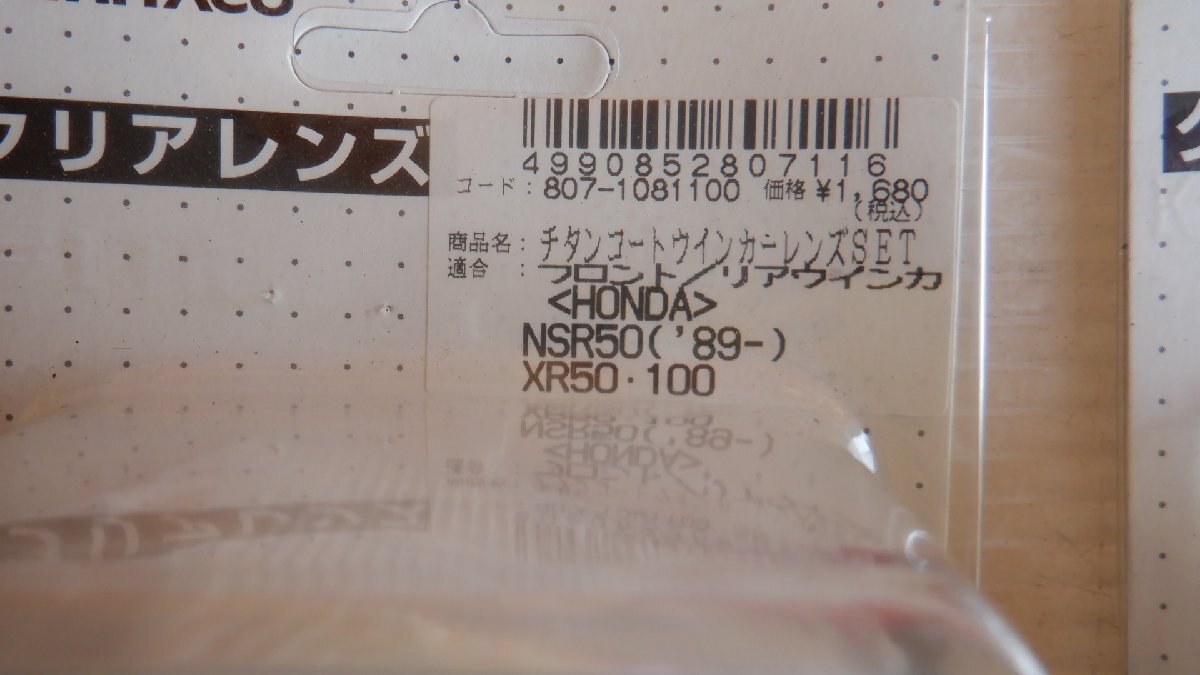 クリアレンズ
4990852807116
コード: 807-1081100 価格 ¥1,680
(税込)
商品名: チタンコートウインカーレンズSET
適合 : フロント/リアウインカ
<HONDA>
NSR50('89-)
XR50・100